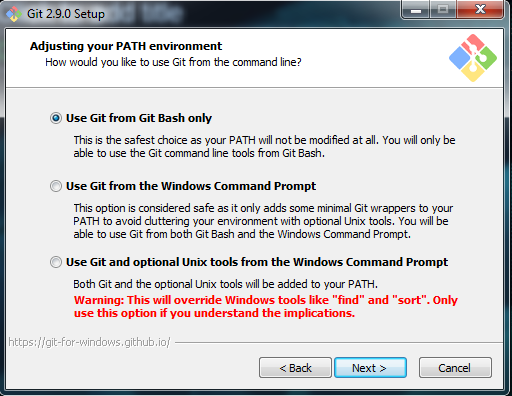 Git 2.9.0 Setup
Adjusting your PATH environment
How would you like to use Git from the command line?
Use Git from Git Bash only
This is the safest choice as your PATH will not be modified at all. You will only be
able to use the Git command line tools from Git Bash.
Use Git from the Windows Command Prompt
This option is considered safe as it only adds some minimal Git wrappers to your
PATH to avoid cluttering your environment with optional Unix tools. You will be
able to use Git from both Git Bash and the Windows Command Prompt.
Use Git and optional Unix tools from the Windows Command Prompt
Both Git and the optional Unix tools will be added to your PATH.
Warning: This will override Windows tools like "find" and "sort". Only
use this option if you understand the implications.
https://git-for-windows.github.io/
< Back
Next >
Cancel